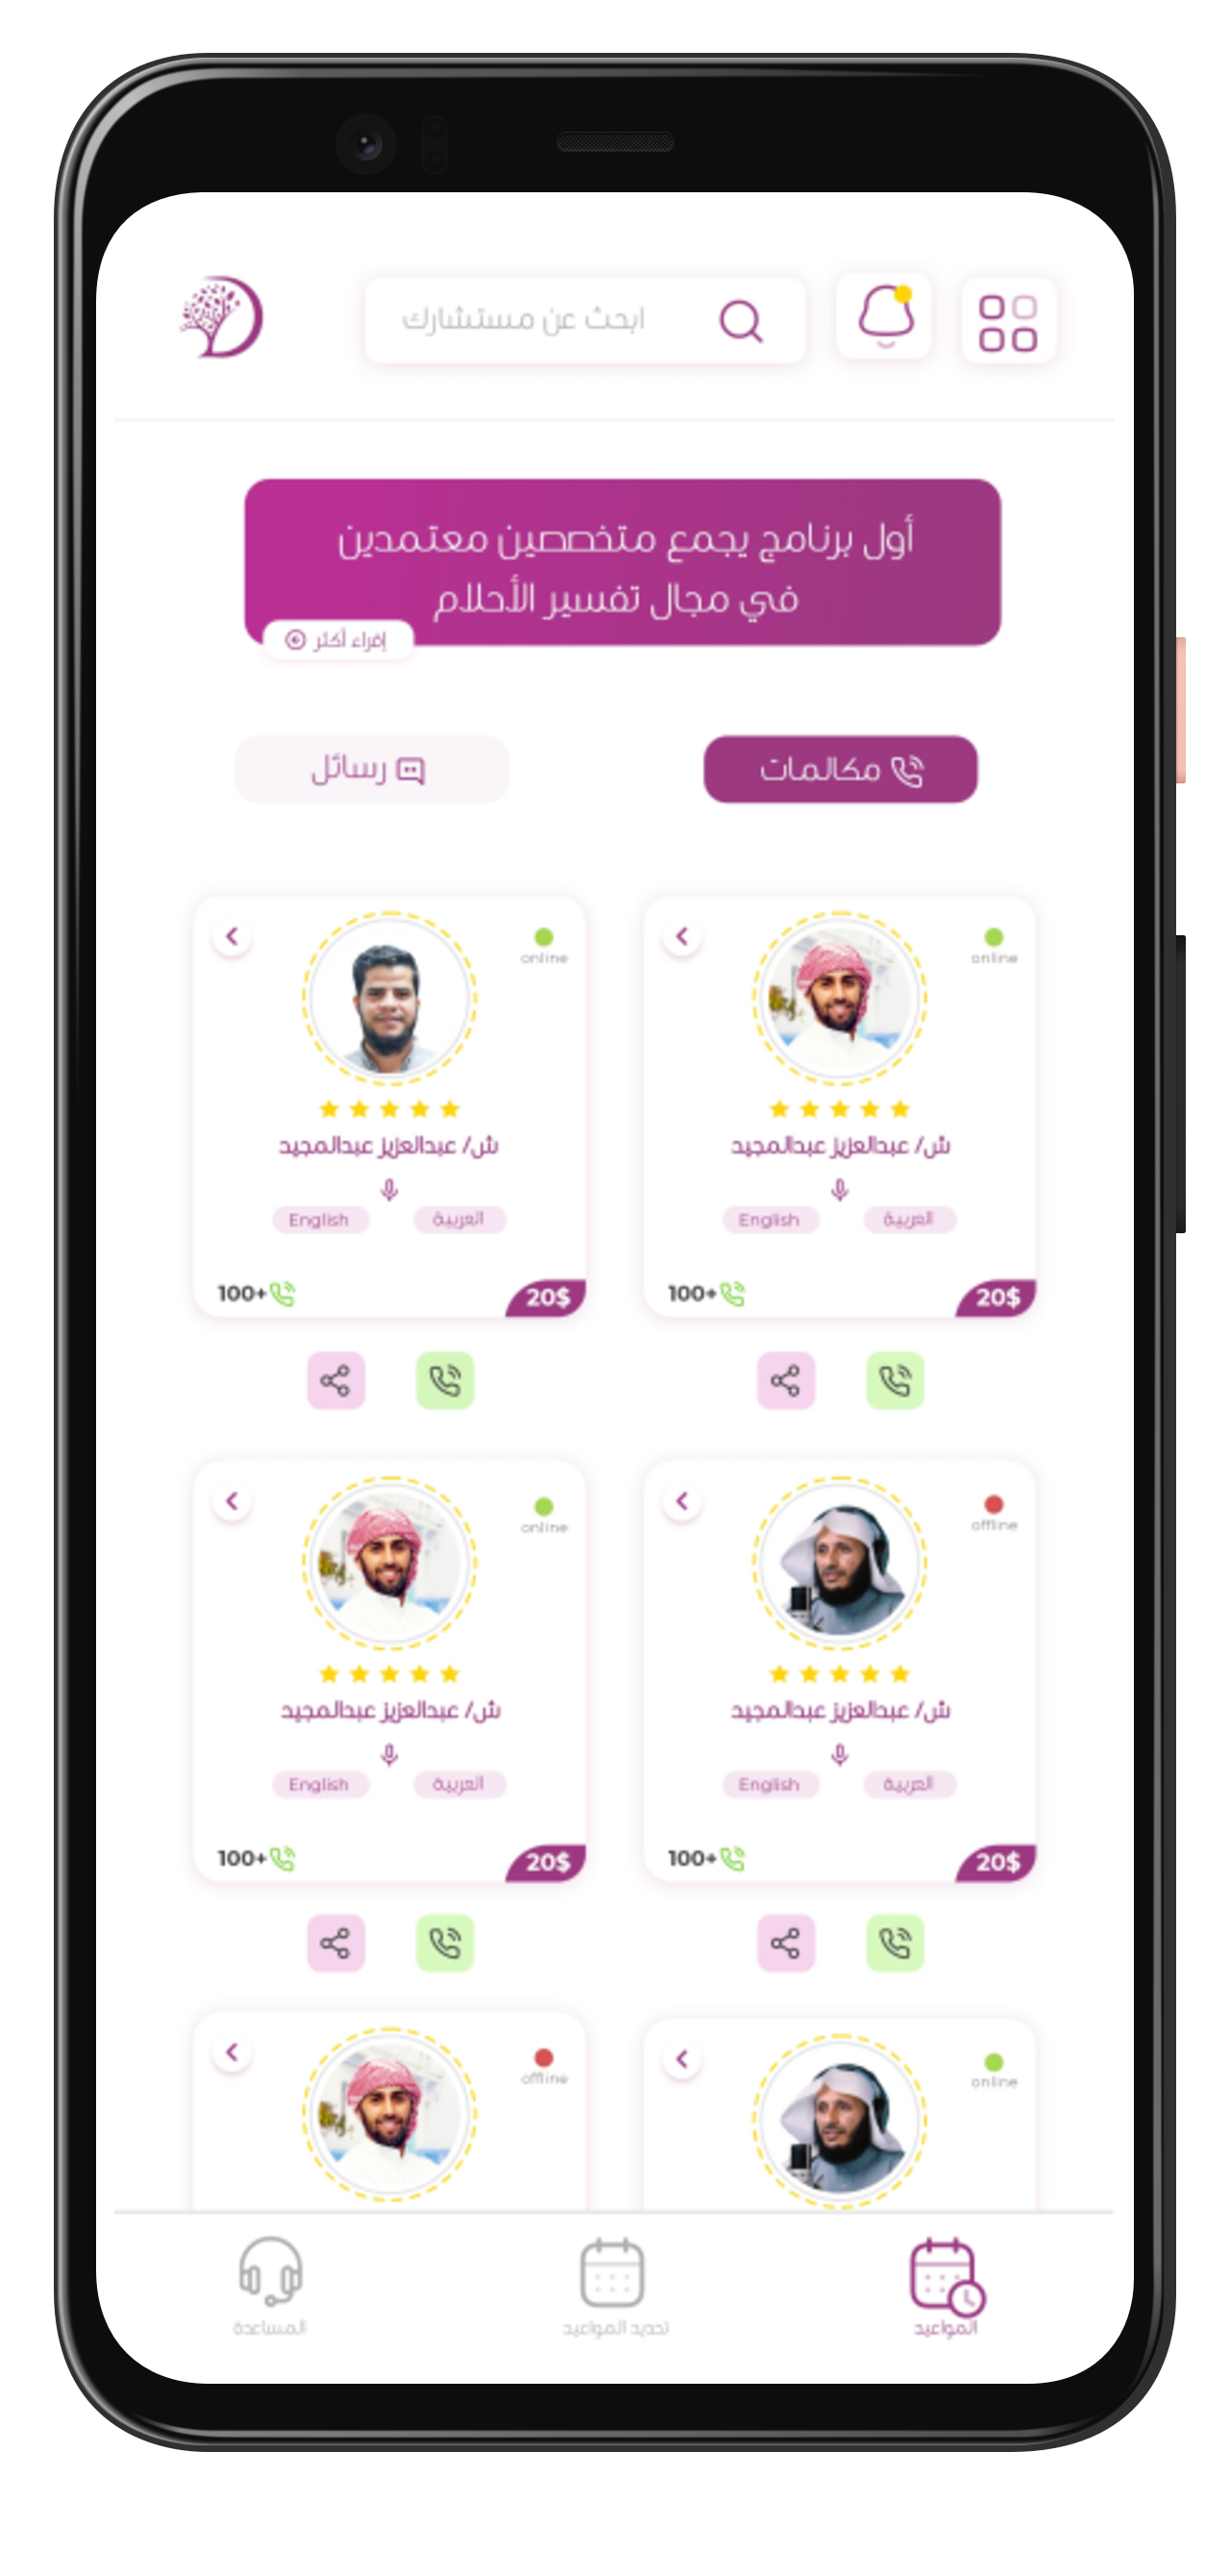 ابحث عن مستشارك
أول برنامج يجمع متخصصين معتمدين
في مجال تفسير الأحلام
إقراء أكثر
مكالمات
رسائل
online
ش/ عبدالعزيز عبدالمجيد
العربية
English
100+
20$
online
ش/ عبدالعزيز عبدالمجيد
العربية
English
100+
20$
offline
ش/ عبدالعزيز عبدالمجيد
العربية
English
100+
20$
online
ش/ عبدالعزيز عبدالمجيد
العربية
English
100+
20$
online
offline
المواعيد
تحديد المواعيد
المساعدة